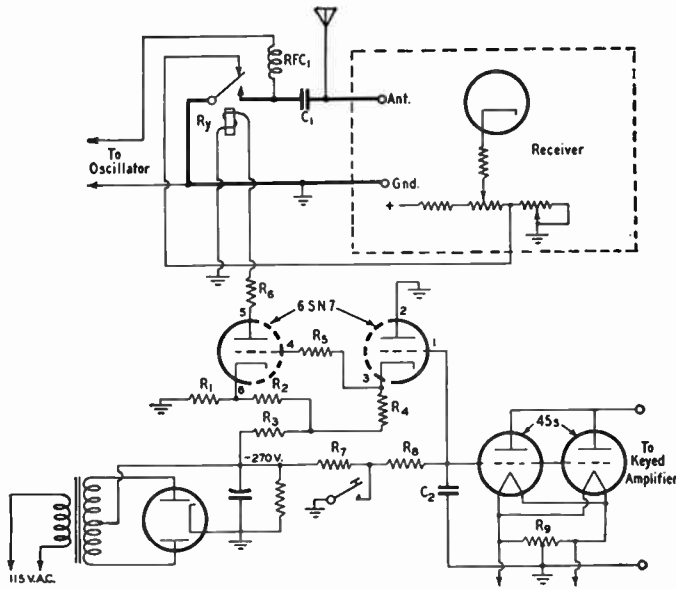 RFC1
Ant.
C1
Ry
To
Oscillator
Receiver
Gnd.
+
R6
6SN7
5
2
4
R5
1
3
6
R1
R2
R4
R3
-270V.
R7
R8
45s
To
Keyed
Amplifier
C2
R9
115 V.A.C.